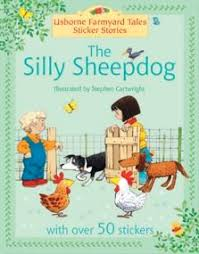 Usborne Farmyard Tales
Sticker Stories
The
Silly Sheepdog
Illustrated by Stephen Cartwright
with over 50 stickers